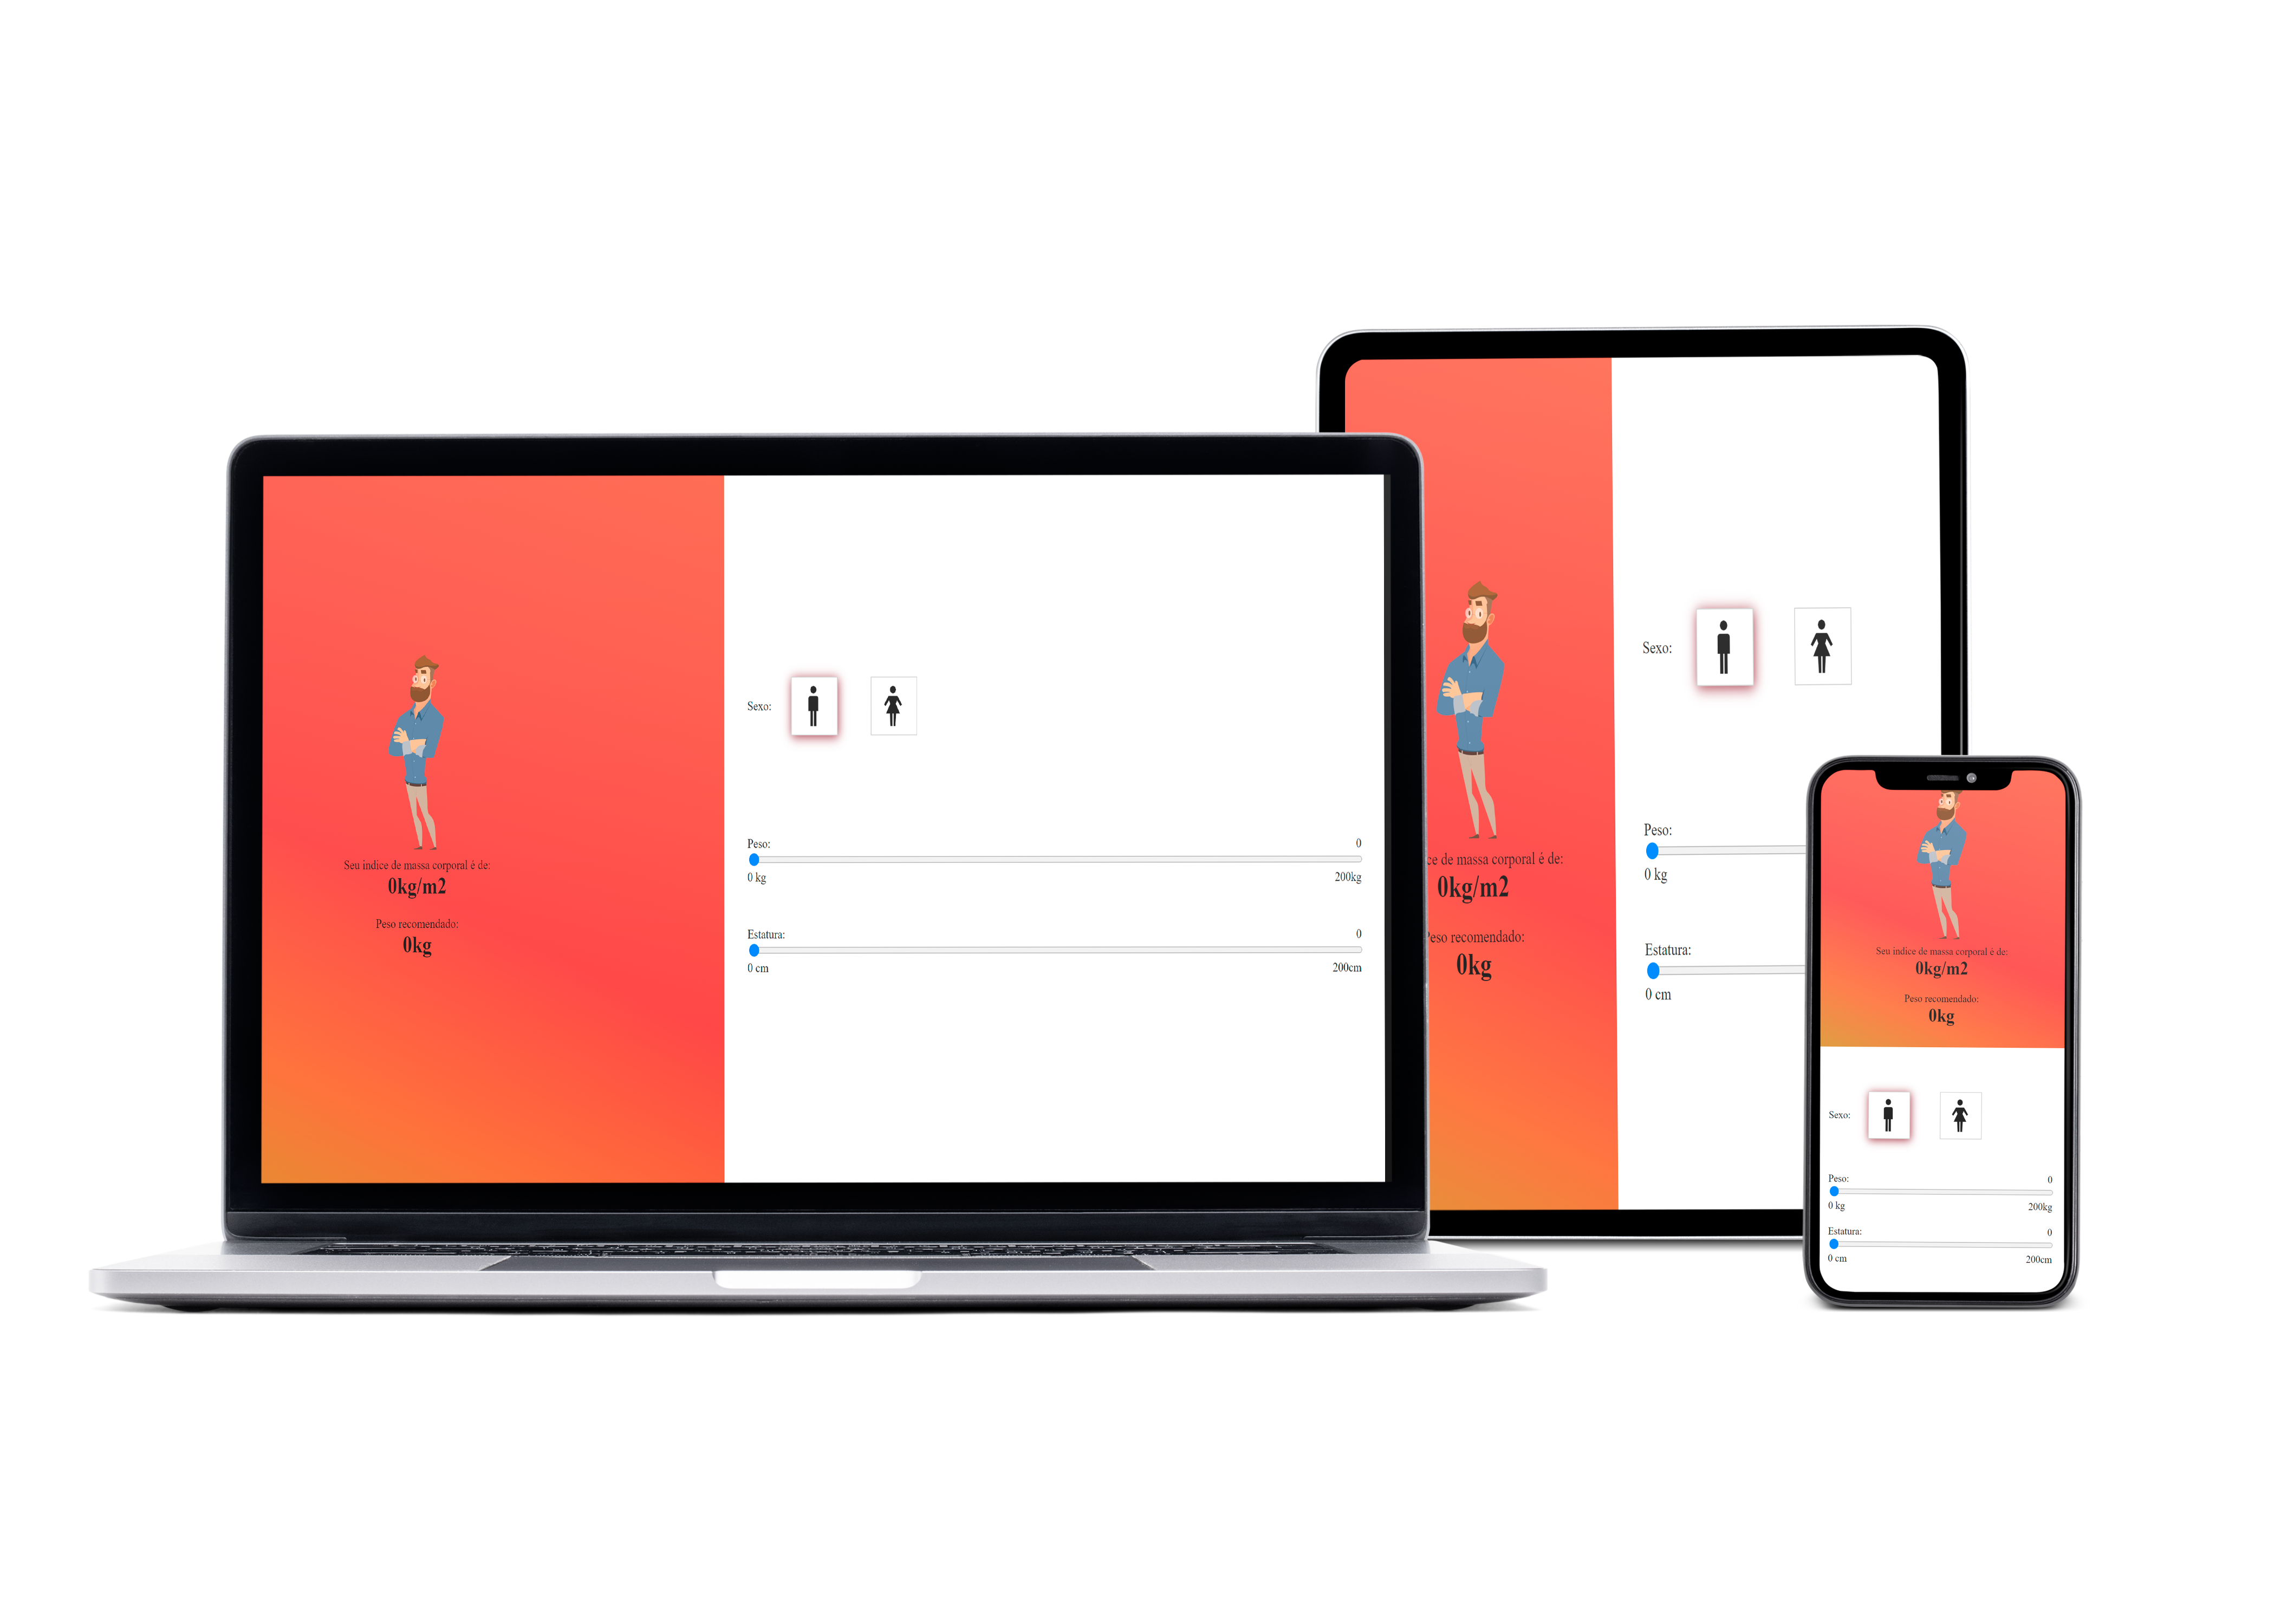 Seu indice de massa corporal é de:
0kg/m2
Peso recomendado:
0kg
Sexo:
Peso: 0
0 kg 200kg
Estatura: 0
0 cm 200cm
de massa corporal é de:
0kg/m2
recomendado:
0kg
Sexo:
Peso:
0 kg
Estatura:
0 cm
Seu indice de massa corporal é de:
0kg/m2
Peso recomendado:
0kg
Sexo:
Peso: 0
0 kg 200kg
Estatura: 0
0 cm 200cm